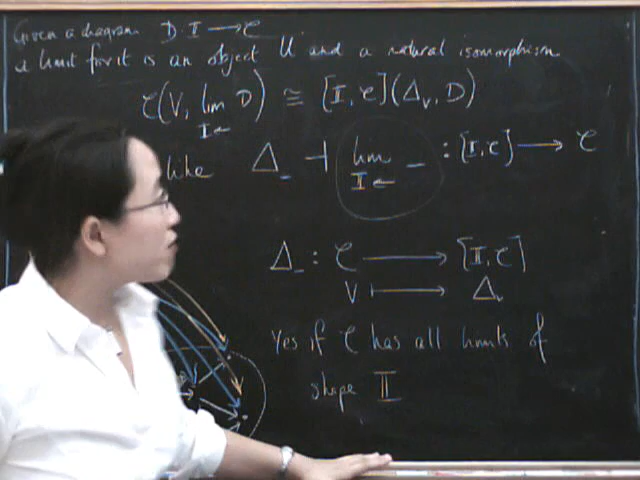 Given a diagram D 𝕀 → 𝒞
a limit for it is an object U and a natural isomorphism
𝒞(V, lim D) ≅ [𝕀, 𝒞](Δ_V, D)
𝕀←
like Δ_ ⊣ lim _ : [𝕀, 𝒞] → 𝒞
𝕀←
Δ_ : 𝒞 → [𝕀, 𝒞]
V ↦ Δ_V
Yes if 𝒞 has all limits of
shape 𝕀